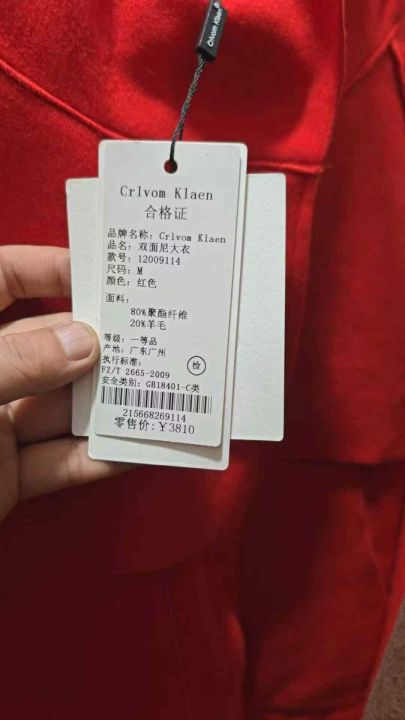 Crlvom Klaen®
Crlvom Klaen
合格证
品牌名称: Crlvom Klaen
品名: 双面尼大衣
款号: 12009114
尺码: M
颜色: 红色
面料:
80%聚酯纤维
20%羊毛
等级: 一等品
产地: 广东广州
执行标准:
检
FZ/T 2665-2009
安全类别: GB18401-C类
215668269114
零售价:￥3810